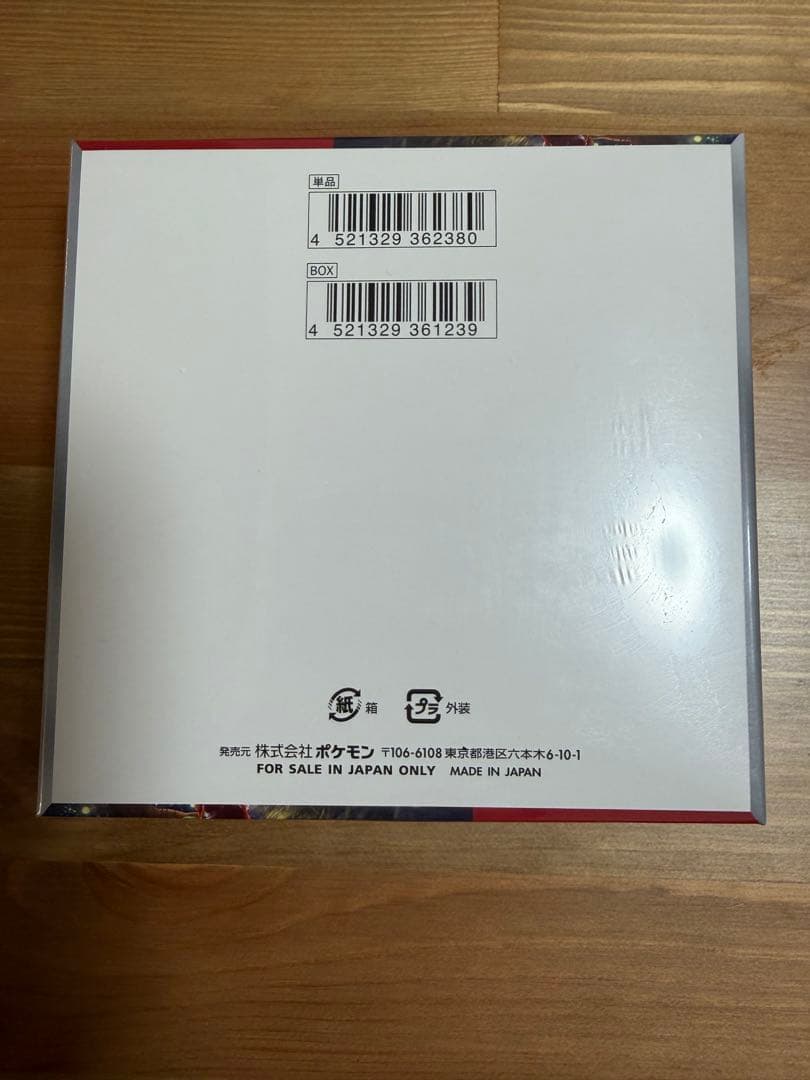 単品
4 521329 362380
BOX
4 521329 361239
紙 箱 プラ 外装
発売元 株式会社ポケモン 〒106-6108 東京都港区六本木6-10-1
FOR SALE IN JAPAN ONLY MADE IN JAPAN